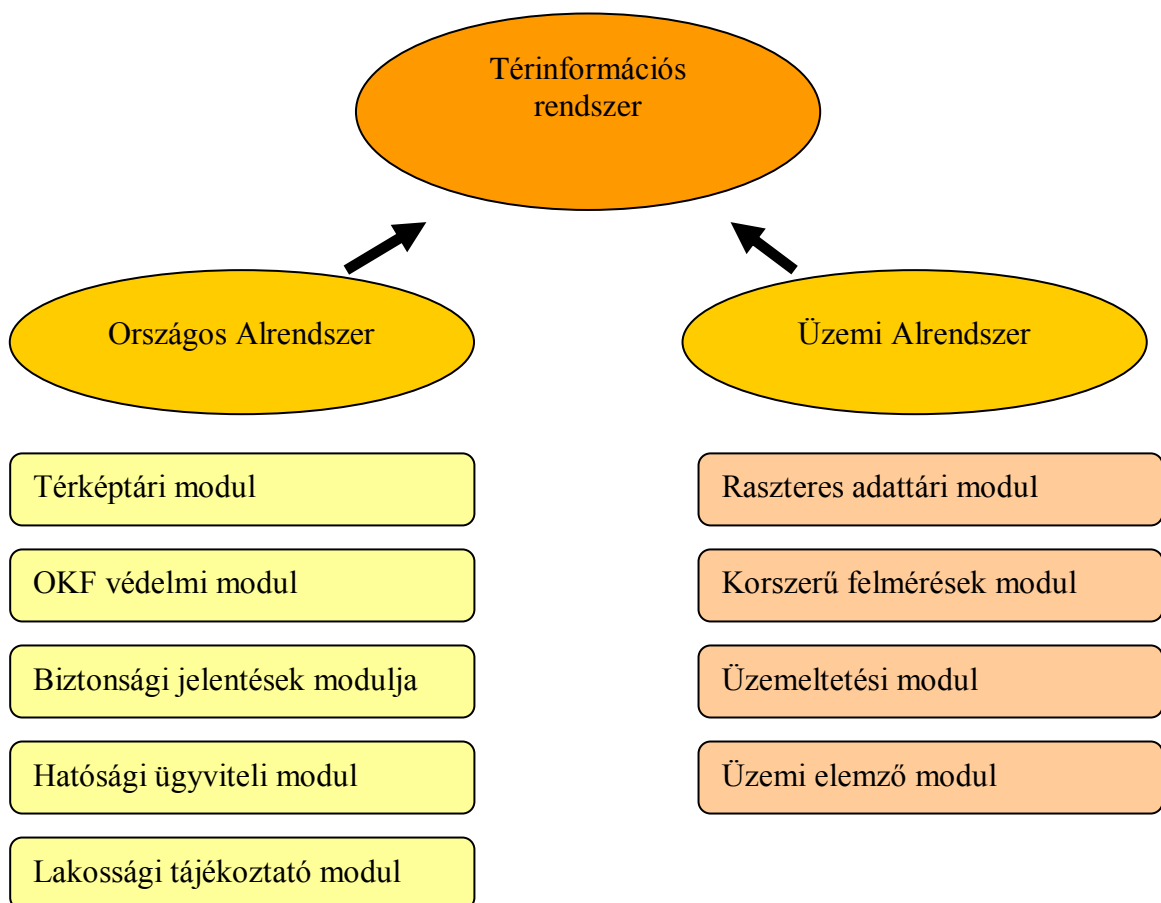 Térinformációs
rendszer
Országos Alrendszer
Üzemi Alrendszer
Térképtári modul
OKF védelmi modul
Biztonsági jelentések modulja
Hatósági ügyviteli modul
Lakossági tájékoztató modul
Raszteres adattári modul
Korszerű felmérések modul
Üzemeltetési modul
Üzemi elemző modul